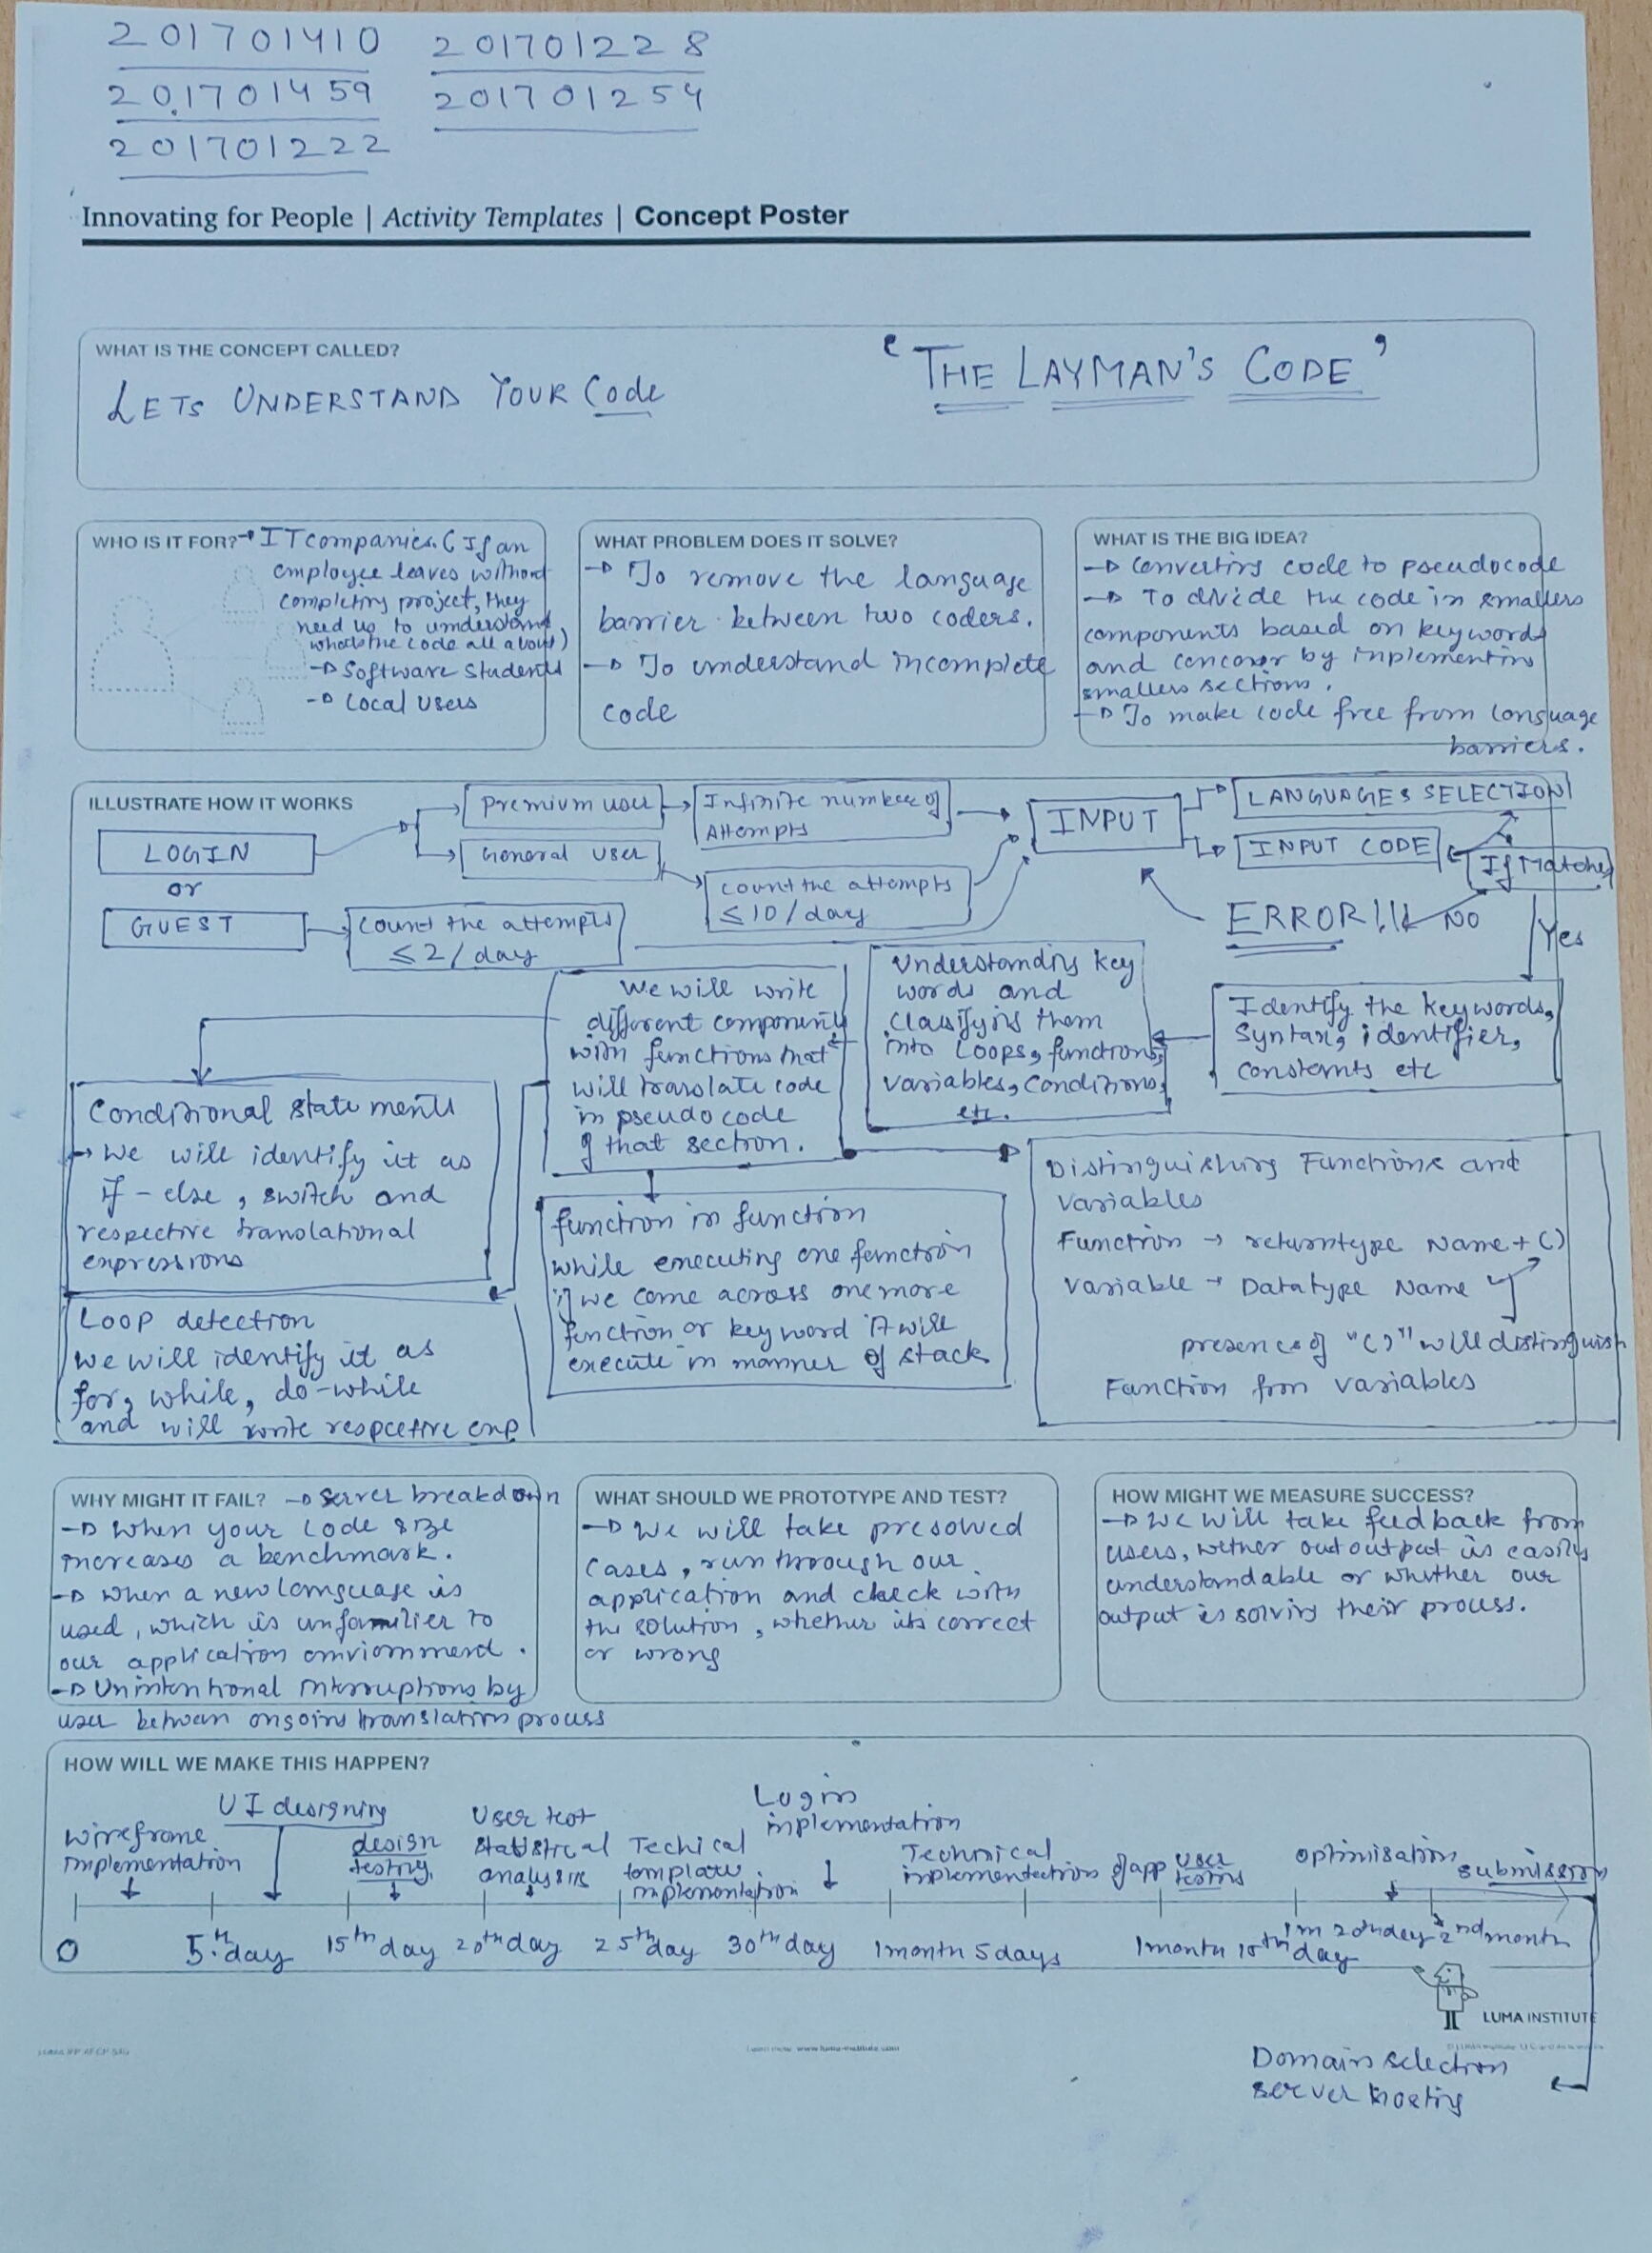 201701410
201701459
201701222
201701228
201701254
Innovating for People | Activity Templates | Concept Poster
WHAT IS THE CONCEPT CALLED?
LETS UNDERSTAND YOUR Code
'THE LAYMAN'S CODE'
WHO IS IT FOR? → IT companies. ( If an
employee leaves without
completing project, they
need us to understand,
whats the code all about)
→ Software students
→ Local users
WHAT PROBLEM DOES IT SOLVE?
→ To remove the language
barrier between two coders.
→ To understand incomplete
code
WHAT IS THE BIG IDEA?
→ Converting code to pseudocode
→ To divide the code in smallers
components based on keywords
and by inplementing
smallers sections.
→ To make code free from language
barriers.
ILLUSTRATE HOW IT WORKS
LOGIN
or
GUEST
Premium user
Infinite number of
Attempts
General User
Count the attempts
≤ 10/day
Count the attempts
≤ 2/day
INPUT
LANGUAGES SELECTION
INPUT CODE
If Matches
ERROR!!!
NO
Yes
Identify the keywords,
Syntax, identifier,
constants etc
Understanding key
words and
classifying them
into Loops, functions,
variables, conditions,
etc.
We will write
different components
with functions that
will translate code
in pseudo code
of that section.
Conditional statements
→ We will identify it as
if - else, switch and
respective translational
expressions
Loop detection
we will identify it as
for, while, do-while
and will write respcetive exp
function in function
while executing one function
if we come across one more
function or keyword it will
execute in manner of stack
Distinguishing Functions and
Variables
Function → returntype Name + ()
Variable → Datatype Name
presence of "()" will distinguish
Function from variables
WHY MIGHT IT FAIL? → Server breakdown
→ When your code size
increases a benchmark.
→ When a new language is
used, which is unfamilier to
our application enviornmend.
→ Unintentional interruptions by
user between ongoing translation process
WHAT SHOULD WE PROTOTYPE AND TEST?
→ We will take presolved
cases, run through our
application and check with
the solution, whether its correct
or wrong
HOW MIGHT WE MEASURE SUCCESS?
→ We will take feedback from
users, wether out output is easily
understandable or whether our
output is solving their process.
HOW WILL WE MAKE THIS HAPPEN?
Wireframe
implementation
UI designing
design
testing
User test
statistical
analysis
Techical
template
implementation
Login
implementation
Technical
implementection of app
user
testing
optimisation
submission
0
5th day
15th day
20th day
25th day
30th day
1 month 5 days
1 month 10th day
1m 20th day
2nd month
LUMA INSTITUTE
Domain selection
server hosting